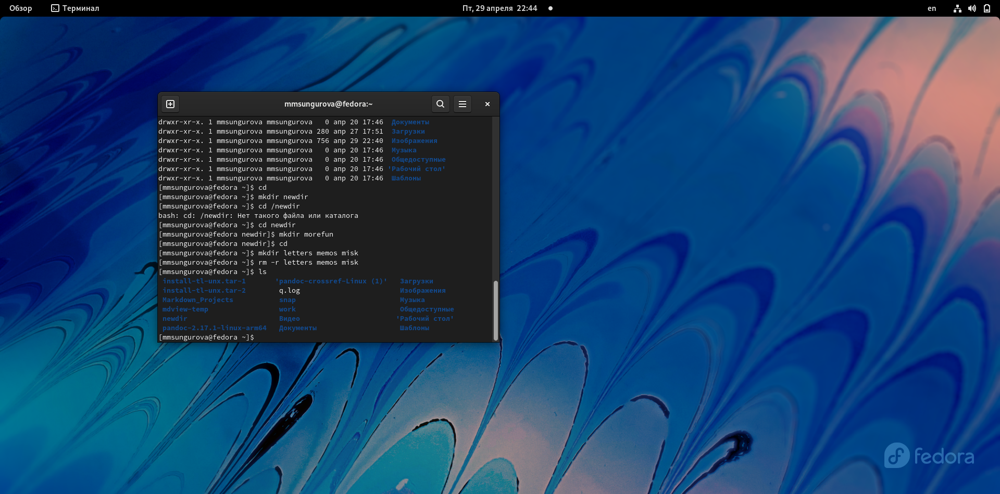 Обзор Терминал Пт, 29 апреля 22:44 en
mmsungurova@fedora:~
drwxr-xr-x. 1 mmsungurova mmsungurova   0 апр 20 17:46  Документы
drwxr-xr-x. 1 mmsungurova mmsungurova 280 апр 27 17:51  Загрузки
drwxr-xr-x. 1 mmsungurova mmsungurova 756 апр 29 22:40  Изображения
drwxr-xr-x. 1 mmsungurova mmsungurova   0 апр 20 17:46  Музыка
drwxr-xr-x. 1 mmsungurova mmsungurova   0 апр 20 17:46  Общедоступные
drwxr-xr-x. 1 mmsungurova mmsungurova   0 апр 20 17:46 'Рабочий стол'
drwxr-xr-x. 1 mmsungurova mmsungurova   0 апр 20 17:46  Шаблоны
[mmsungurova@fedora ~]$ cd
[mmsungurova@fedora ~]$ mkdir newdir
[mmsungurova@fedora ~]$ cd /newdir
bash: cd: /newdir: Нет такого файла или каталога
[mmsungurova@fedora ~]$ cd newdir
[mmsungurova@fedora newdir]$ mkdir morefun
[mmsungurova@fedora newdir]$ cd
[mmsungurova@fedora ~]$ mkdir letters memos misk
[mmsungurova@fedora ~]$ rm -r letters memos misk
[mmsungurova@fedora ~]$ ls
install-tl-unx.tar-1 'pandoc-crossref-Linux (1)' Загрузки
install-tl-unx.tar-2 q.log Изображения
Markdown_Projects snap Музыка
mdview-temp work Общедоступные
newdir Видео 'Рабочий стол'
pandoc-2.17.1-linux-arm64 Документы Шаблоны
[mmsungurova@fedora ~]$
fedora